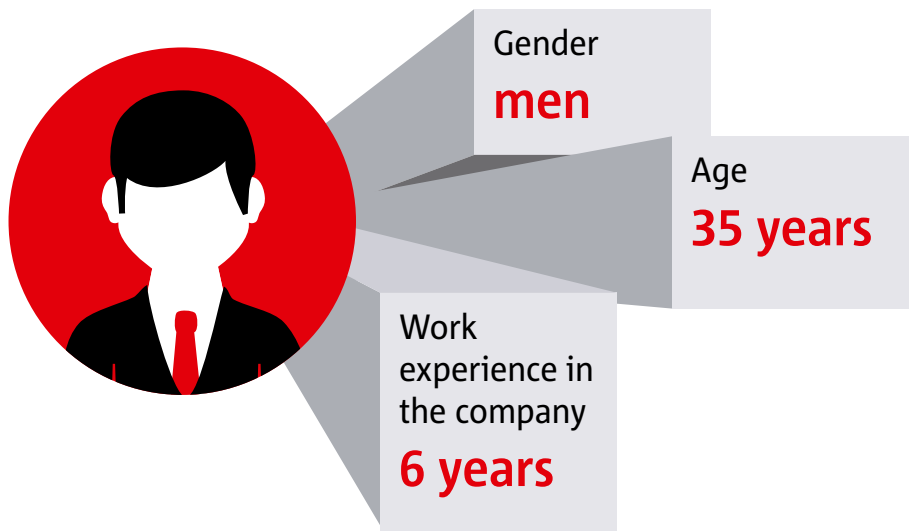 Gender
men
Age
35 years
Work
experience in
the company
6 years